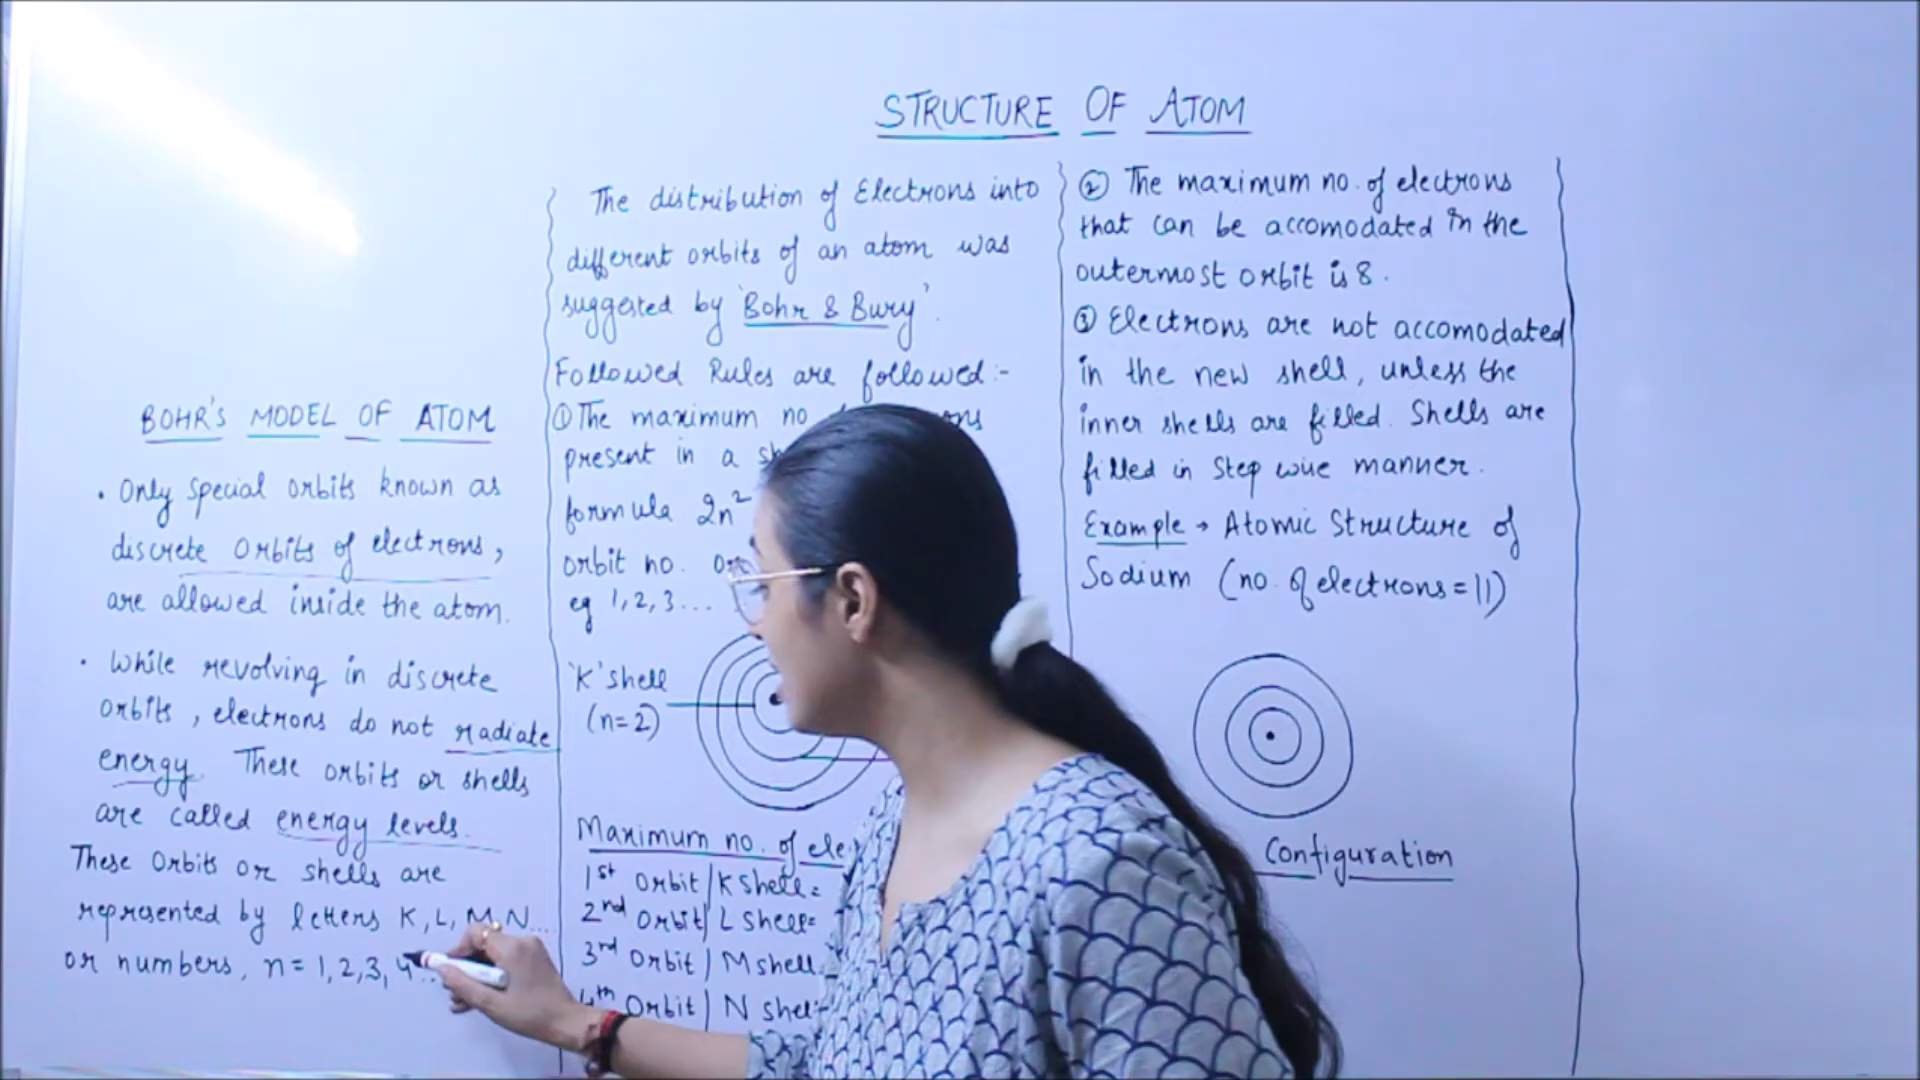 STRUCTURE OF ATOM
BOHR'S MODEL OF ATOM
• Only special orbits known as
discrete orbits of electrons,
are allowed inside the atom.
• While revolving in discrete
orbits, electrons do not radiate
energy. These orbits or shells
are called energy levels.
These Orbits or shells are
represented by letters K, L, M, N...
or numbers, n = 1,2,3,4...
The distribution of Electrons into
different orbits of an atom was
suggested by 'Bohr & Bury'.
Followed Rules are followed:-
① The maximum no
present in a
formula 2n²
orbit no.
eg 1,2,3...
'K' shell
(n=2)
Maximum no. of
1st Orbit/K shell=
2nd Orbit/L shell=
3rd Orbit/M shell
4th Orbit/N shell
② The maximum no. of electrons
that can be accomodated in the
outermost orbit is 8.
③ Electrons are not accomodated
in the new shell, unless the
inner shells are filled. Shells are
filled in step wise manner.
Example → Atomic Structure of
Sodium (no. of electrons = 11)
Configuration